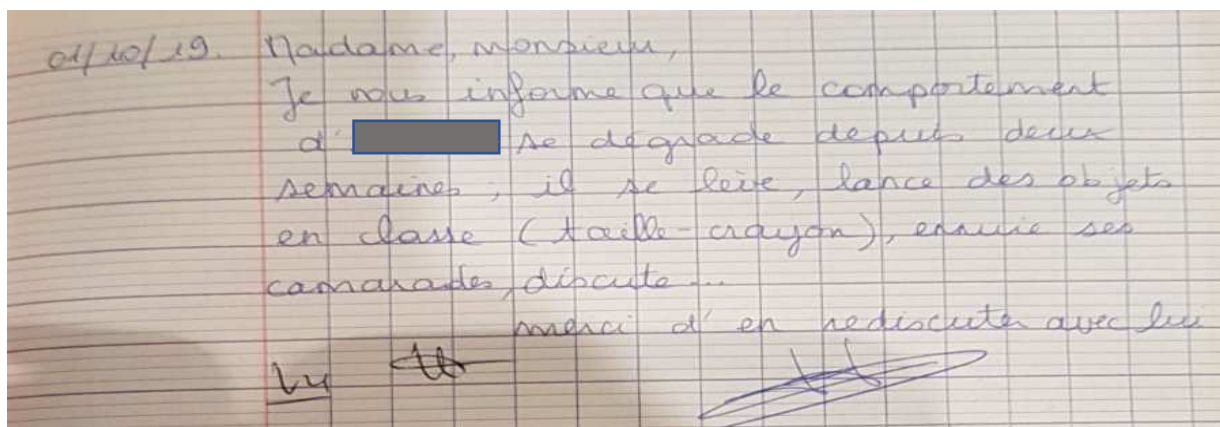 01/10/19. Madame, Monsieur,
Je vous informe que le comportement
d' se dégrade depuis deux
semaines ; il se lève, lance des objets
en classe (taille-crayon), ennuie ses
camarades, discute ...
merci d'en rediscuter avec lui
Vu